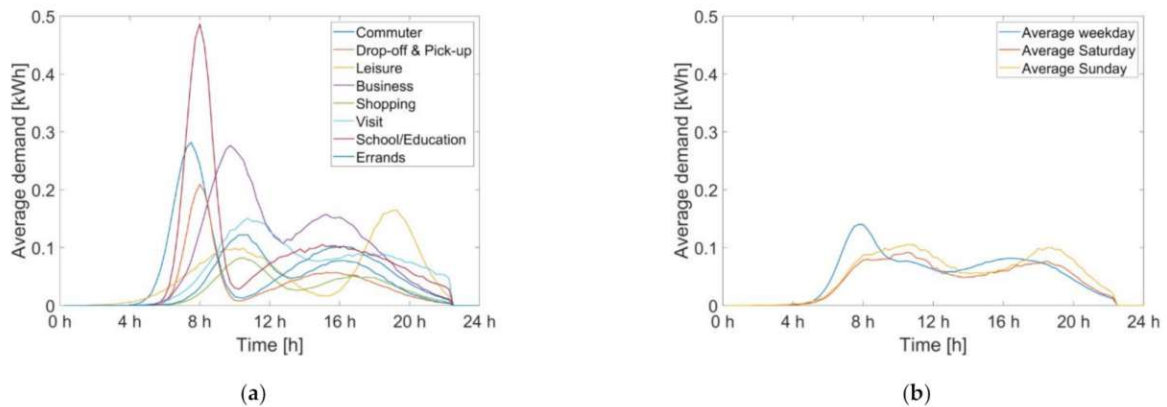 0.5
0.4
0.3
0.2
0.1
0
Average demand [kWh]
Commuter
Drop-off & Pick-up
Leisure
Business
Shopping
Visit
School/Education
Errands
0 h 4 h 8 h 12 h 16 h 20 h 24 h
Time [h]
(a)
0.5
0.4
0.3
0.2
0.1
0
Average demand [kWh]
Average weekday
Average Saturday
Average Sunday
0 h 4 h 8 h 12 h 16 h 20 h 24 h
Time [h]
(b)